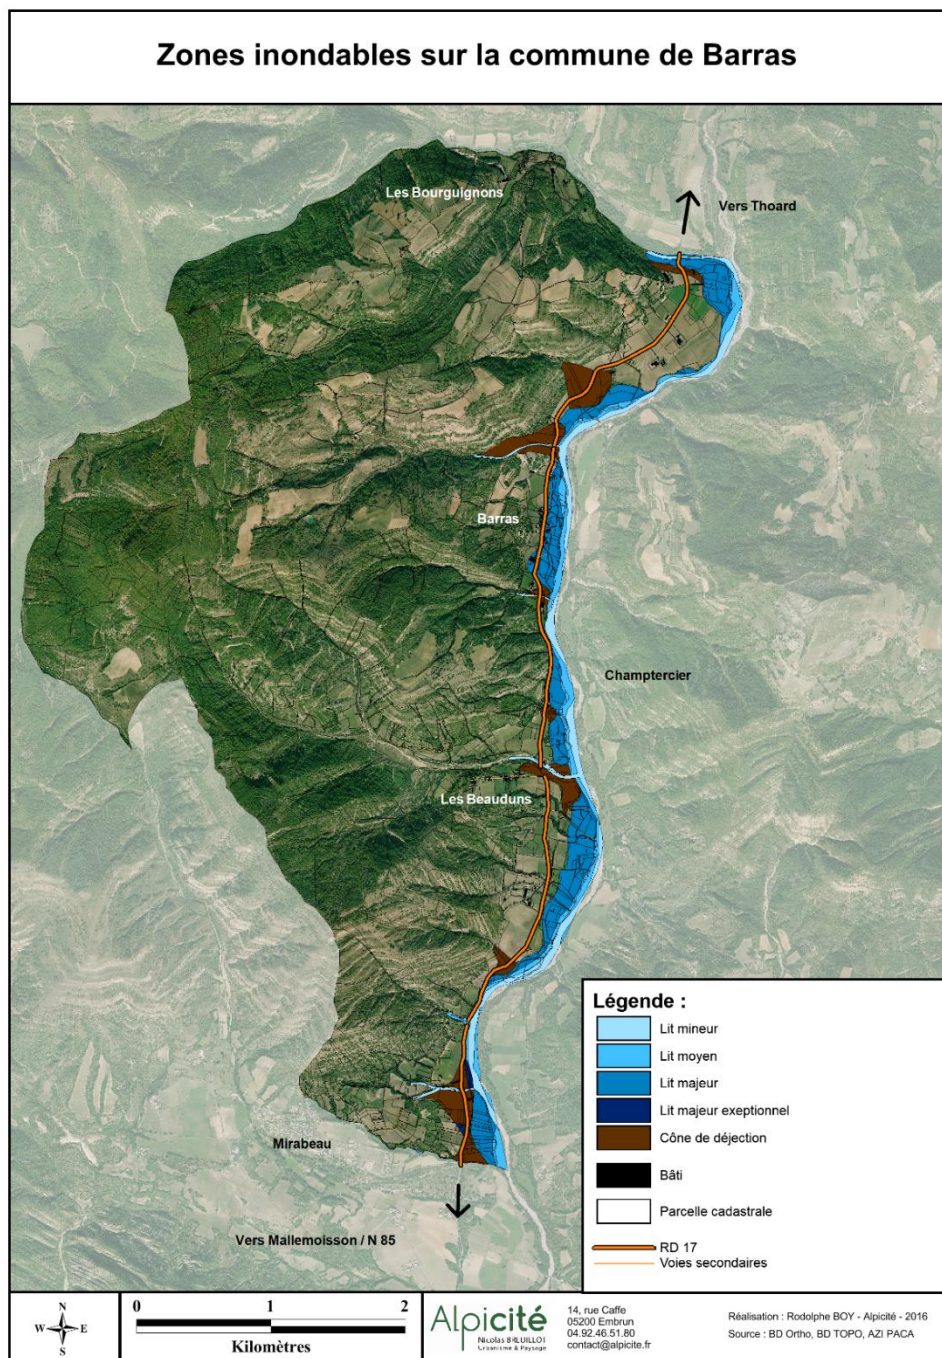 Zones inondables sur la commune de Barras
Les Bourguignons
Vers Thoard
Barras
Champtercier
Les Beauduns
Mirabeau
Vers Mallemoisson / N 85
Légende :
Lit mineur
Lit moyen
Lit majeur
Lit majeur exeptionnel
Cône de déjection
Bâti
Parcelle cadastrale
RD 17
Voies secondaires
N
W E
S
0 1 2
Kilomètres
Alpicité
Nicolas BREUILLOT
Urbanisme & Paysage
14, rue Caffe
05200 Embrun
04.92.46.51.80
contact@alpicite.fr
Réalisation : Rodolphe BOY - Alpicité - 2016
Source : BD Ortho, BD TOPO, AZI PACA